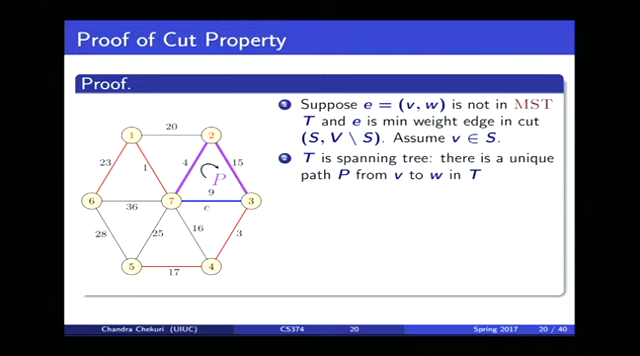 Proof of Cut Property
Proof.
1 Suppose e = (v, w) is not in MST
T and e is min weight edge in cut
(S, V \ S). Assume v ∈ S.
2 T is spanning tree: there is a unique
path P from v to w in T
20
1
2
23
1
4
15
P
9
6
7
3
36
e
28
25
16
3
5
4
17
Chandra Chekuri (UIUC)
CS374
20
Spring 2017
20 / 40